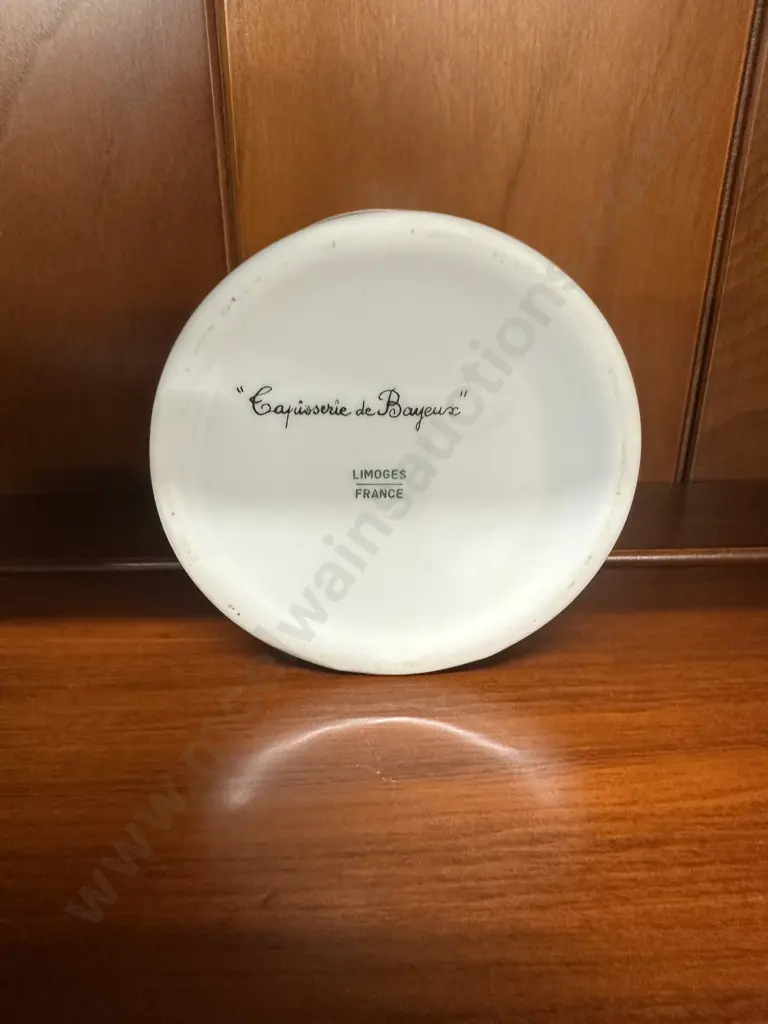 "Tapisserie de Bayeux"
LIMOGES
FRANCE